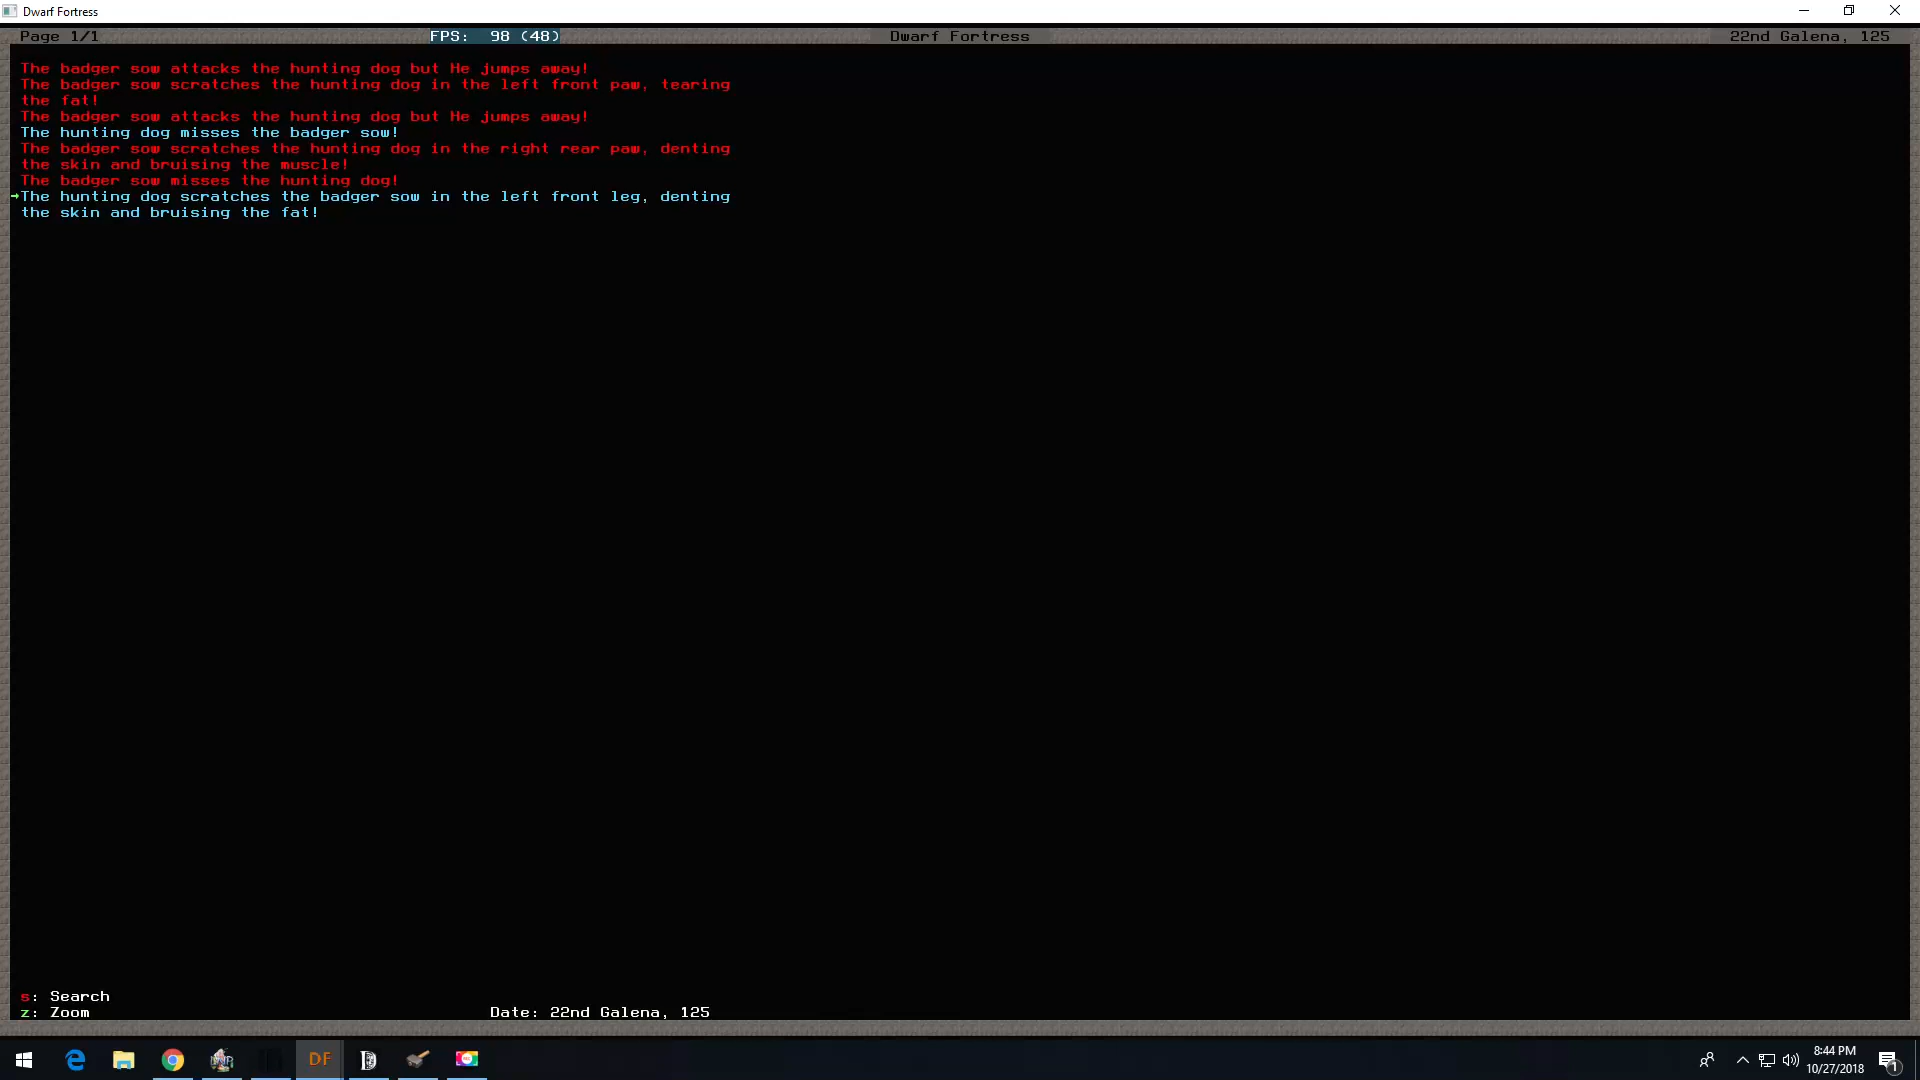 Dwarf Fortress
Page 1/1 FPS: 98 (48) Dwarf Fortress 22nd Galena, 125
The badger sow attacks the hunting dog but He jumps away!
The badger sow scratches the hunting dog in the left front paw, tearing
the fat!
The badger sow attacks the hunting dog but He jumps away!
The hunting dog misses the badger sow!
The badger sow scratches the hunting dog in the right rear paw, denting
the skin and bruising the muscle!
The badger sow misses the hunting dog!
The hunting dog scratches the badger sow in the left front leg, denting
the skin and bruising the fat!
s: Search
z: Zoom Date: 22nd Galena, 125
DF
8:44 PM
10/27/2018
1